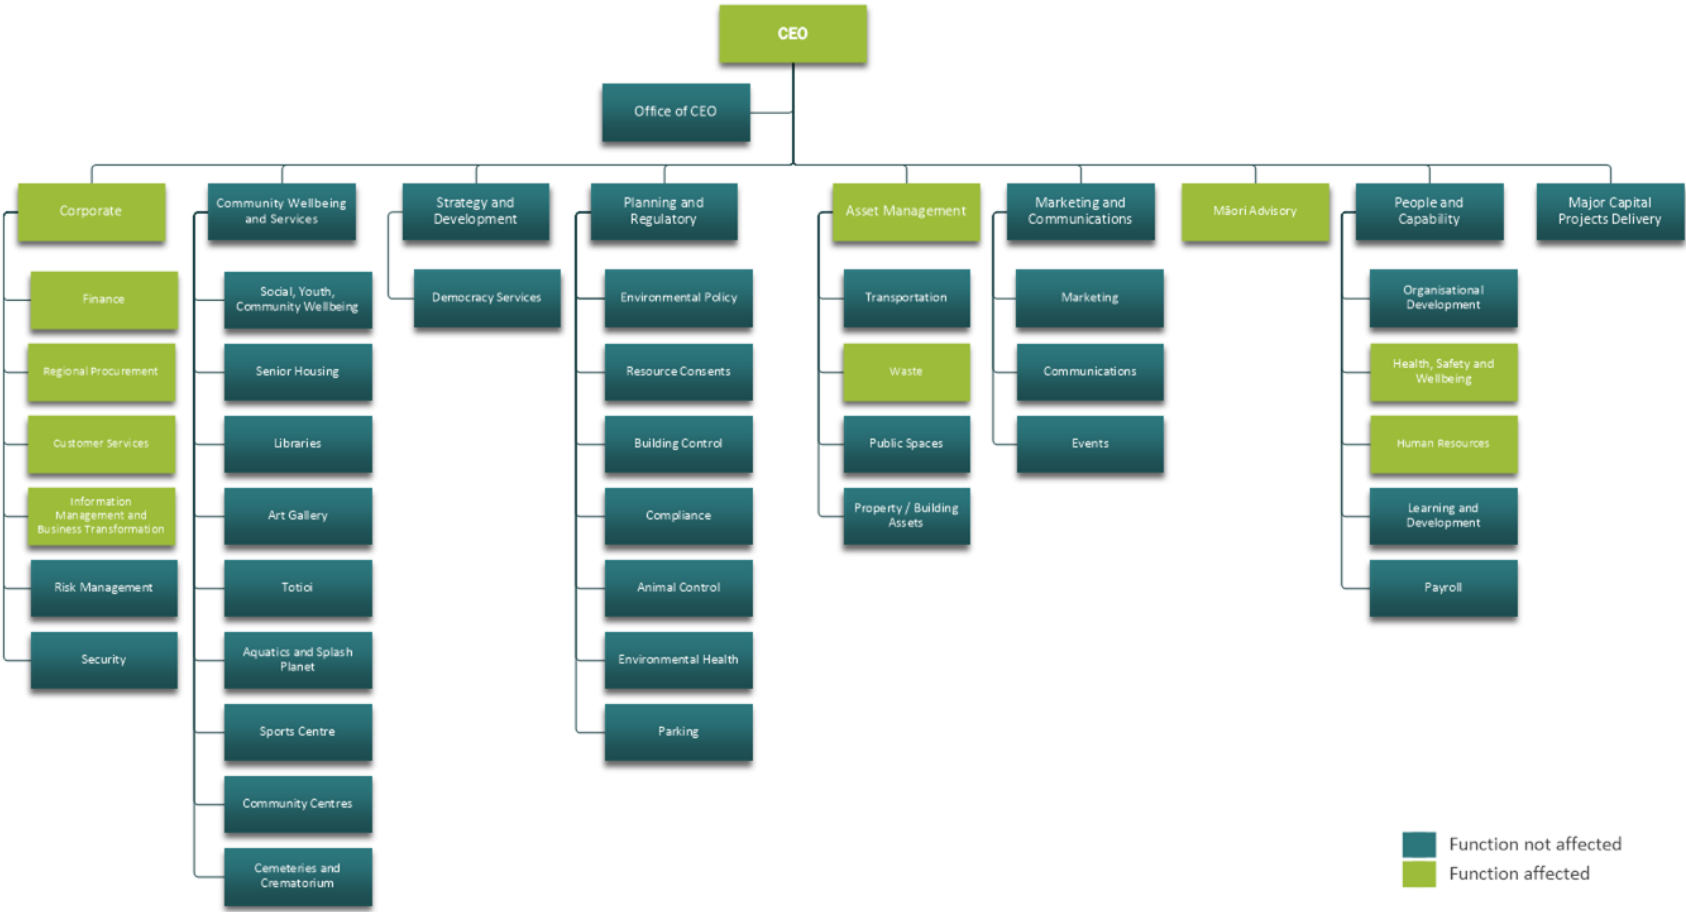 CEO
Office of CEO
Corporate
Finance
Regional Procurement
Customer Services
Information
Management and
Business Transformation
Risk Management
Security
Community Wellbeing
and Services
Social, Youth,
Community Wellbeing
Senior Housing
Libraries
Art Gallery
Totioi
Aquatics and Splash
Planet
Sports Centre
Community Centres
Cemeteries and
Crematorium
Strategy and
Development
Democracy Services
Planning and
Regulatory
Environmental Policy
Resource Consents
Building Control
Compliance
Animal Control
Environmental Health
Parking
Asset Management
Transportation
Waste
Public Spaces
Property / Building
Assets
Marketing and
Communications
Marketing
Communications
Events
Māori Advisory
People and
Capability
Organisational
Development
Health, Safety and
Wellbeing
Human Resources
Learning and
Development
Payroll
Major Capital
Projects Delivery
Function not affected
Function affected